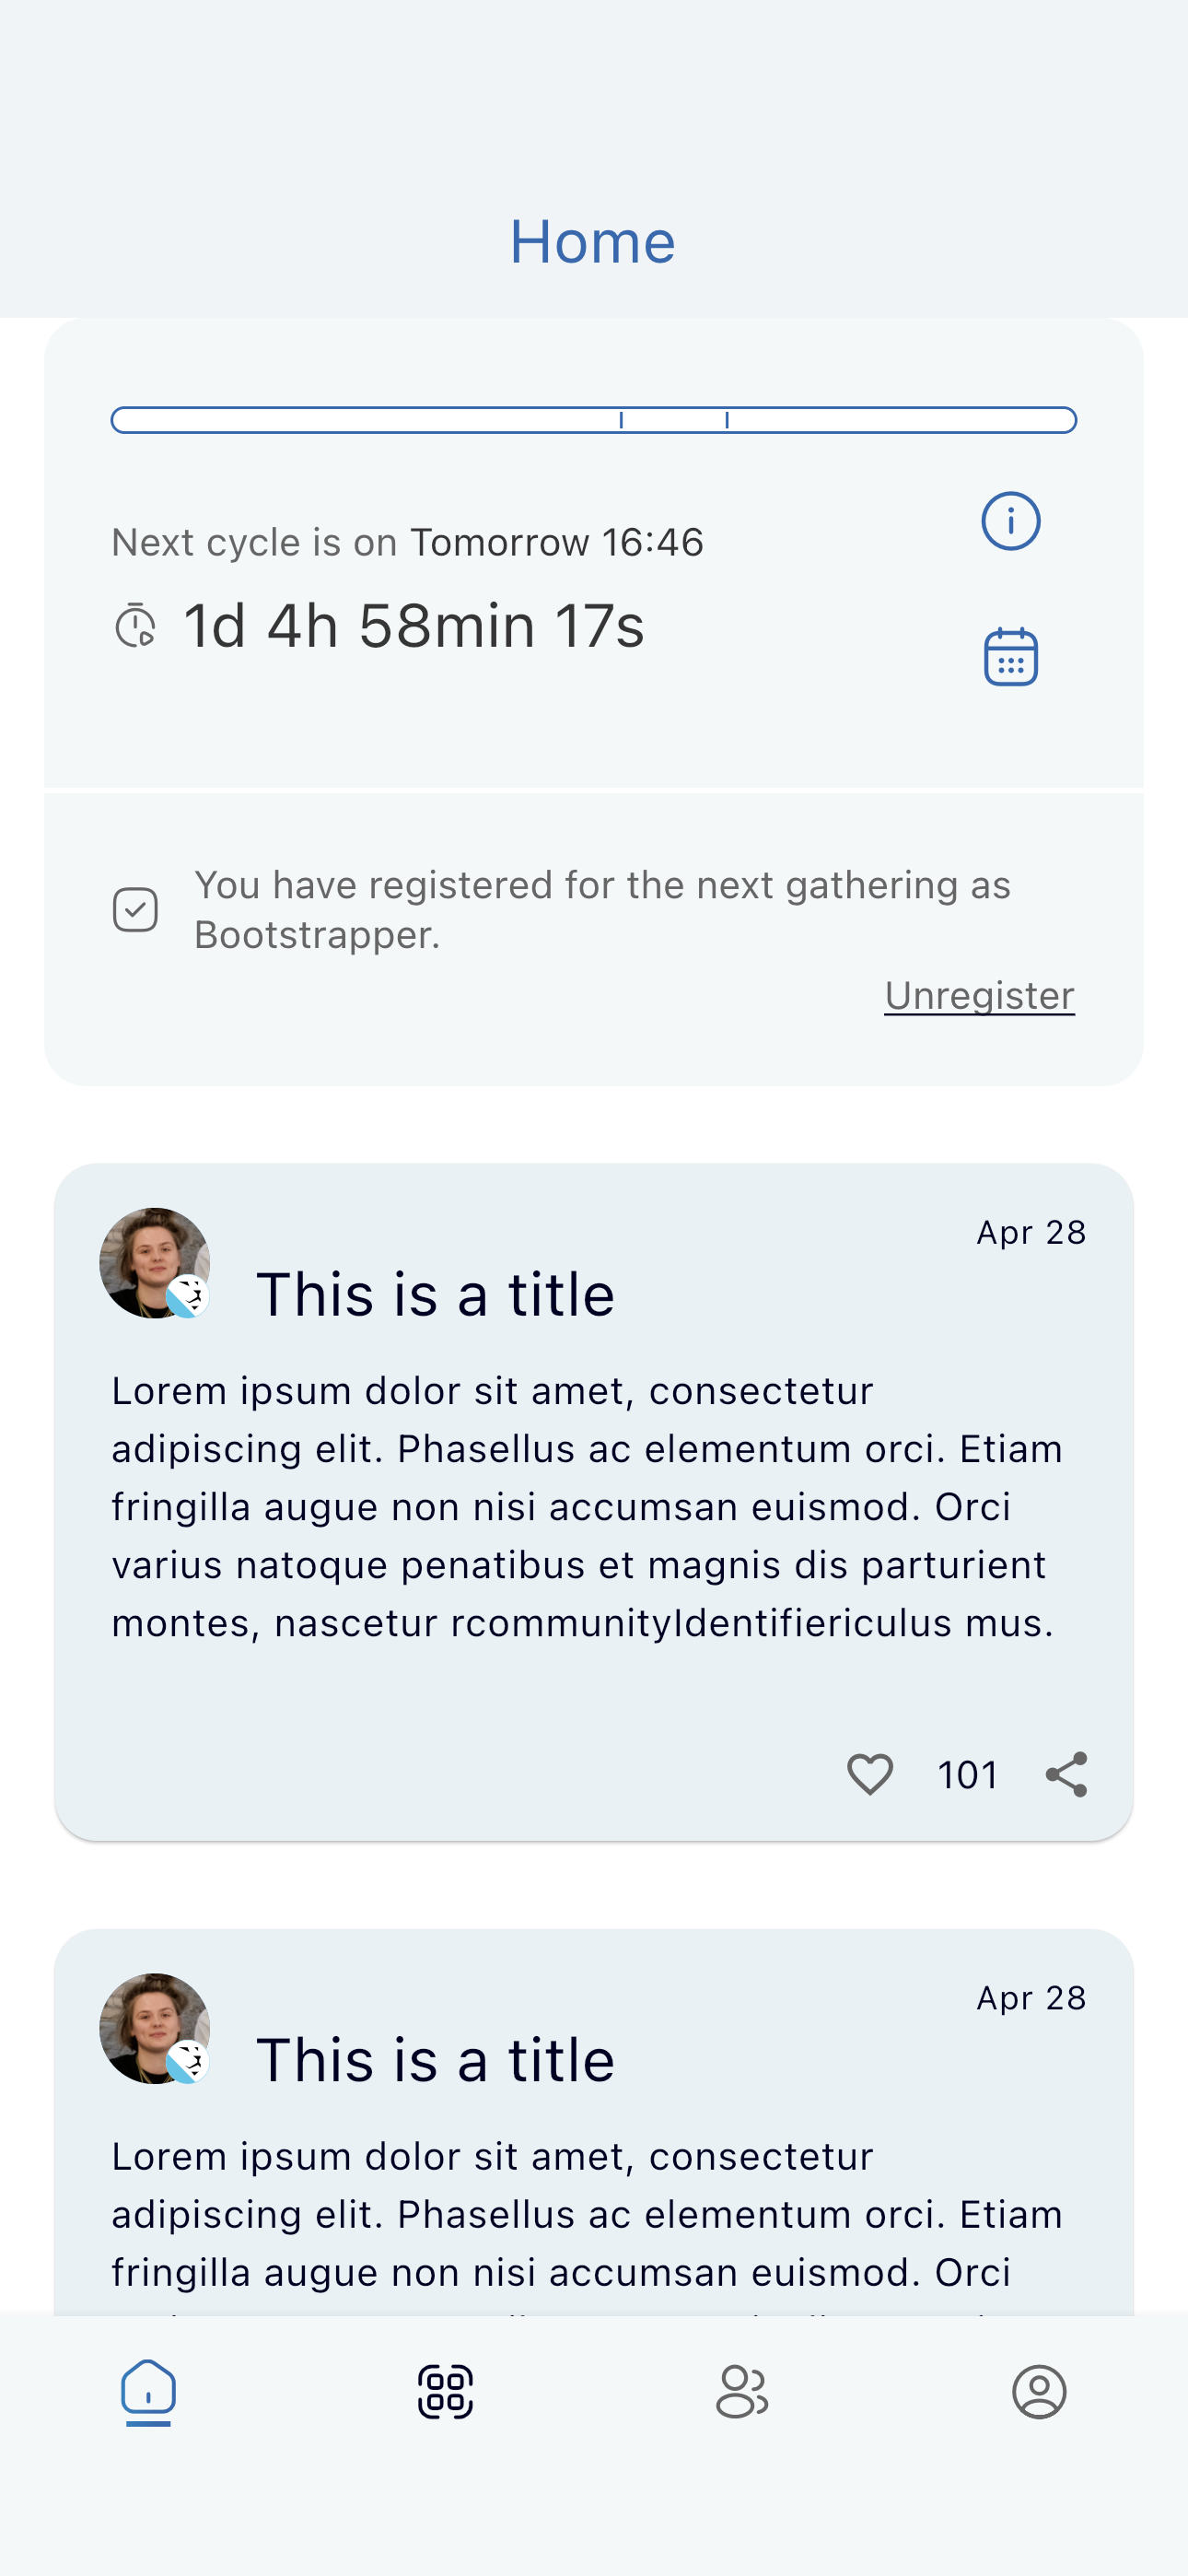 Home
Next cycle is on Tomorrow 16:46
1d 4h 58min 17s
You have registered for the next gathering as
Bootstrapper.
Unregister
Apr 28
This is a title
Lorem ipsum dolor sit amet, consectetur
adipiscing elit. Phasellus ac elementum orci. Etiam
fringilla augue non nisi accumsan euismod. Orci
varius natoque penatibus et magnis dis parturient
montes, nascetur rcommunityIdentifiericulus mus.
101
Apr 28
This is a title
Lorem ipsum dolor sit amet, consectetur
adipiscing elit. Phasellus ac elementum orci. Etiam
fringilla augue non nisi accumsan euismod. Orci